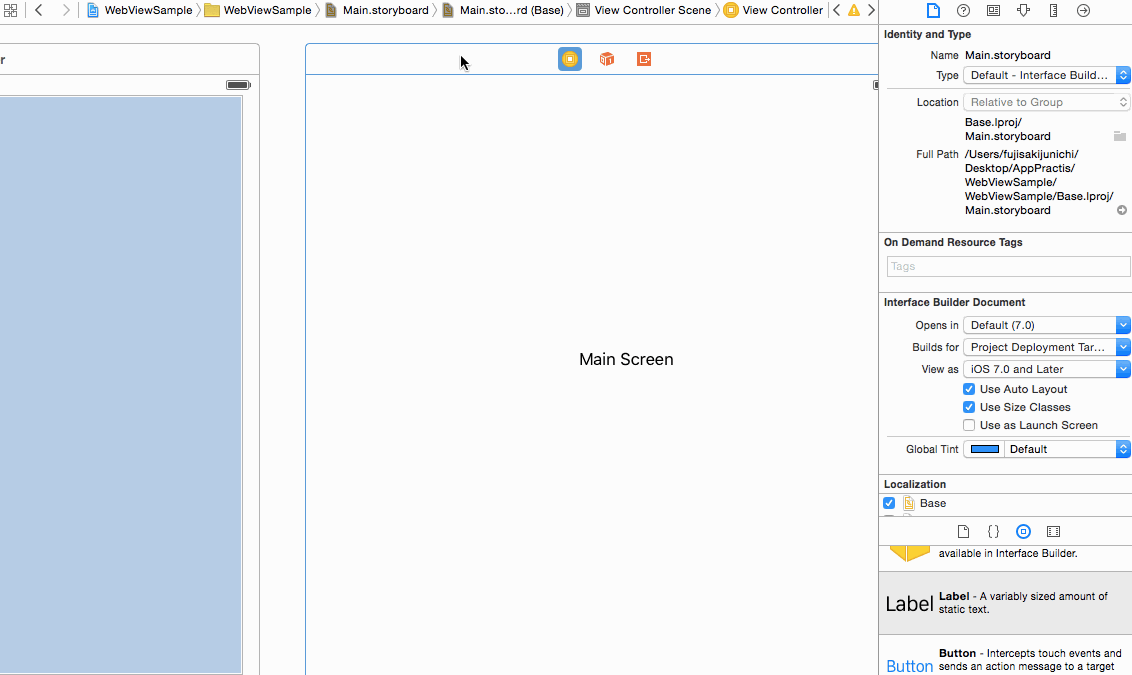 WebViewSample WebViewSample Main.storyboard Main.sto...rd (Base) View Controller Scene View Controller
r
Main Screen
Identity and Type
Name Main.storyboard
Type Default - Interface Build...
Location Relative to Group
Base.lproj/
Main.storyboard
Full Path /Users/fujisakijunichi/
Desktop/AppPractis/
WebViewSample/
WebViewSample/Base.lproj/
Main.storyboard
On Demand Resource Tags
Tags
Interface Builder Document
Opens in Default (7.0)
Builds for Project Deployment Tar...
View as iOS 7.0 and Later
Use Auto Layout
Use Size Classes
Use as Launch Screen
Global Tint Default
Localization
Base
available in Interface Builder.
Label Label - A variably sized amount of
static text.
Button - Intercepts touch events and
Button sends an action message to a target